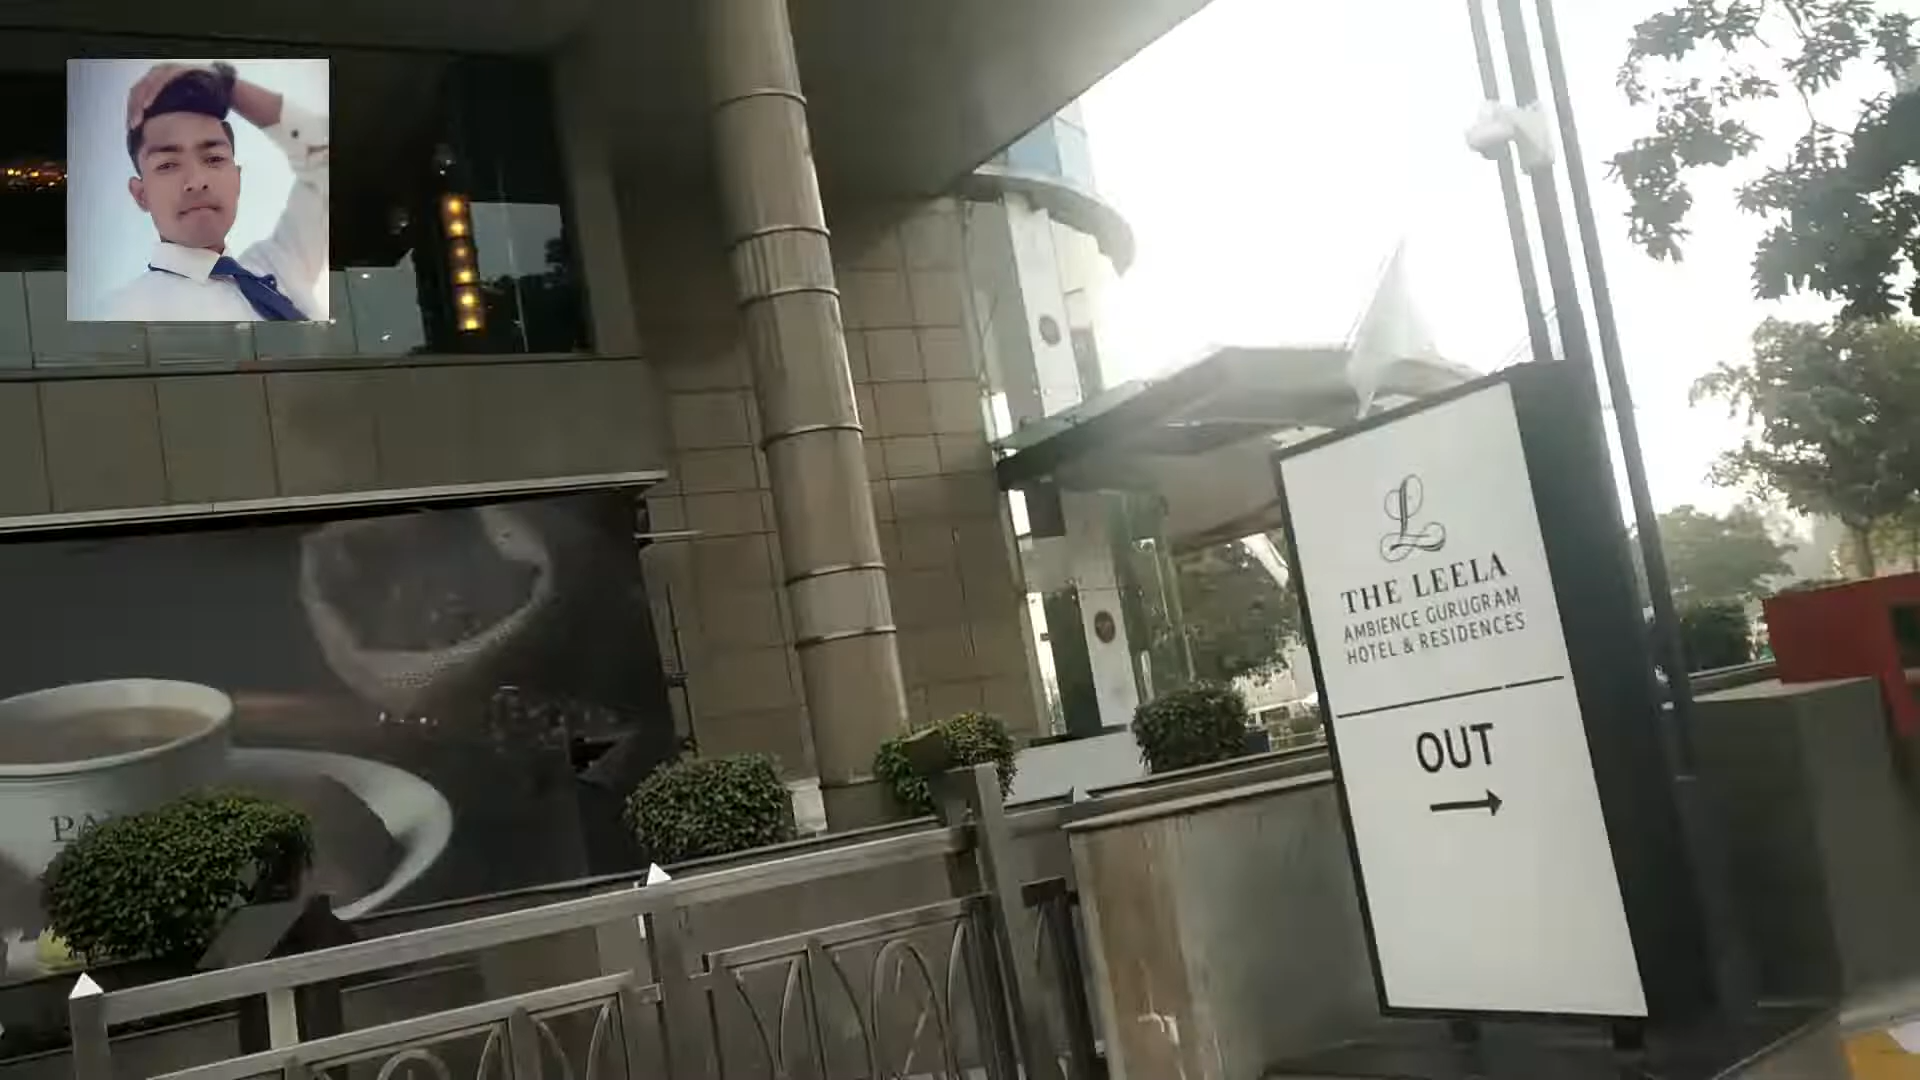 THE LEELA
AMBIENCE GURUGRAM
HOTEL & RESIDENCES
OUT